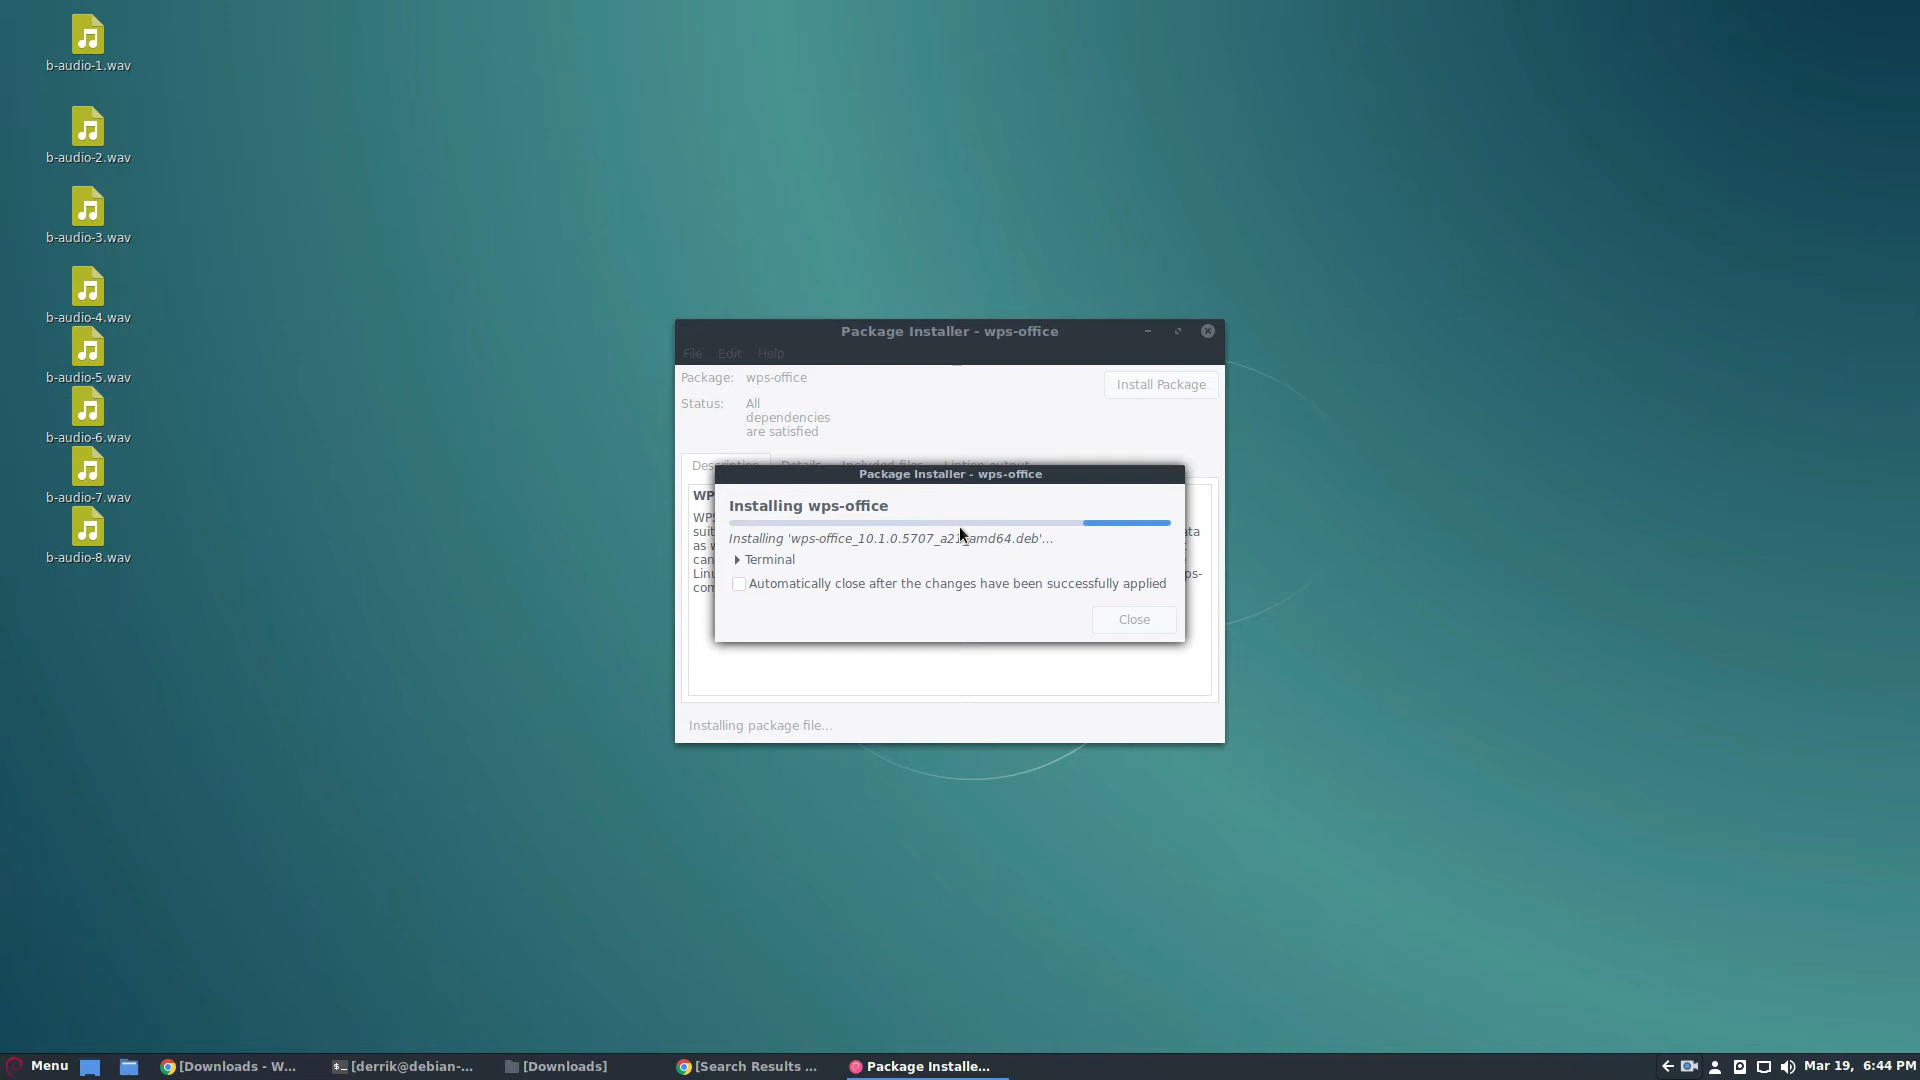 b-audio-1.wav
b-audio-2.wav
b-audio-3.wav
b-audio-4.wav
b-audio-5.wav
b-audio-6.wav
b-audio-7.wav
b-audio-8.wav
Package Installer - wps-office
File Edit Help
Package: wps-office
Install Package
Status: All
dependencies
are satisfied
Description Details Included files Lintian output
Package Installer - wps-office
Installing wps-office
Installing 'wps-office_10.1.0.5707_a21_amd64.deb'...
Terminal
Automatically close after the changes have been successfully applied
Close
Installing package file...
Menu [Downloads - W... [derrik@debian-... [Downloads] [Search Results ... Package Installe... Mar 19, 6:44 PM